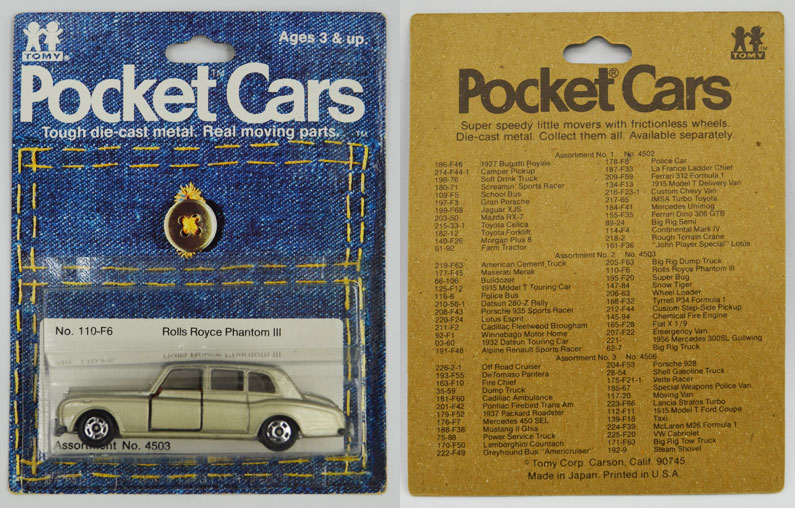 TOMY
Ages 3 & up.
Pocket Cars™
Tough die-cast metal. Real moving parts. ™
No. 110-F6 Rolls Royce Phantom III
Assortment No. 4503
TOMY™
Pocket® Cars
Super speedy little movers with frictionless wheels.
Die-cast metal. Collect them all. Available separately.
Assortment No. 1 No. 4502
186-F46 1927 Bugatti Royale
214-F44-1 Camper Pickup
198-76 Soft Drink Truck
180-71 Screamin' Sports Racer
109-F5 School Bus
197-F3 Gran Porsche
199-F68 Jaguar XJS
203-50 Mazda RX-7
215-33-1 Toyota Celica
182-12 Toyota Forklift
140-F26 Morgan Plus 8
61-92 Farm Tractor
178-F8 Police Car
187-F33 La France Ladder Chief
209-F59 Ferrari 312 Formula 1
134-F13 1915 Model T Delivery Van
216-F23-1 Custom Chevy Van
217-65 IMSA Turbo Toyota
184-F41 Mercedes Unimog
155-F35 Ferrari Dino 308 GTB
89-24 Big Rig Semi
114-F4 Continental Mark IV
218-2 Rough Terrain Crane
161-F36 "John Player Special" Lotus
Assortment No. 2 No. 4503
219-F63 American Cement Truck
177-F45 Maserati Merak
66-106 Bulldozer
125-F12 1915 Model T Touring Car
116-6 Police Bus
210-58-1 Datsun 280-Z Rally
208-F43 Porsche 935 Sports Racer
220-F24 Lotus Esprit
211-F2 Cadillac Fleetwood Brougham
92-F1 Winnebago Motor Home
03-60 1932 Datsun Touring Car
191-F48 Alpine Renault Sports Racer
205-F63 Big Rig Dump Truck
110-F6 Rolls Royce Phantom III
195-F20 Super Bug
147-84 Snow Tiger
206-63 Wheel Loader
168-F32 Tyrrell P34 Formula 1
212-F44 Custom Step-Side Pickup
145-94 Chemical Fire Engine
165-F28 Fiat X 1/9
207-F22 Emergency Van
221- 1956 Mercedes 300SL Gullwing
62-7 Big Rig Truck
Assortment No. 3 No. 4506
226-2-1 Off Road Cruiser
193-F55 DeTomaso Pantera
163-F10 Fire Chief
35-59 Dump Truck
181-F60 Cadillac Ambulance
201-F42 Pontiac Firebird Trans Am
179-F52 1937 Packard Roadster
176-F7 Mercedes 450 SEL
188-F38 Mustang II Ghia
75-88 Power Service Truck
170-F50 Lamborghini Countach
222-F49 Greyhound Bus "Americruiser"
204-F53 Porsche 928
28-54 Shell Gasoline Truck
175-F21-1 Vette Racer
185-67 Special Weapons Police Van
117-20 Moving Van
223-F66 Lancia Stratos Turbo
112-F11 1915 Model T Ford Coupe
139-F18 Taxi
224-F39 McLaren M26 Formula 1
225-F20 VW Cabriolet
171-F63 Big Rig Tow Truck
192-9 Steam Shovel
© Tomy Corp. Carson, Calif. 90745
Made in Japan. Printed in U.S.A.